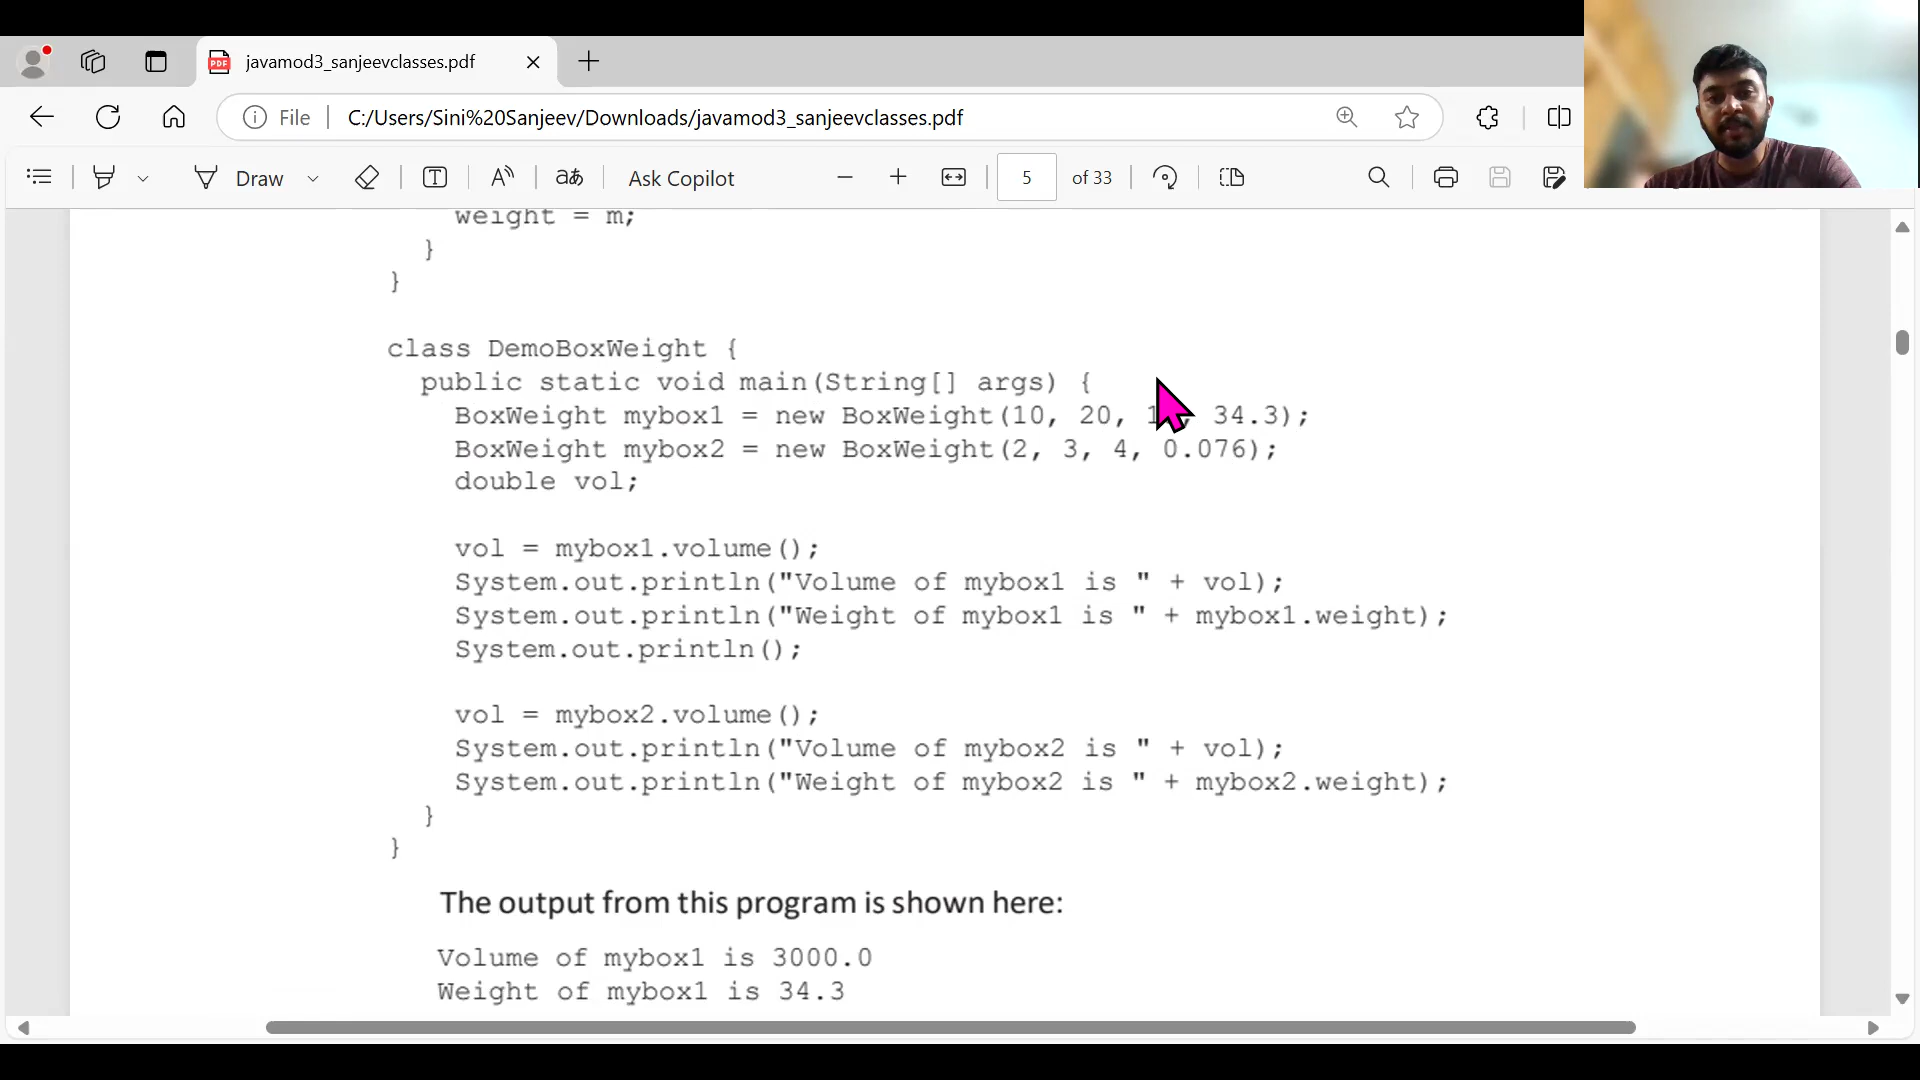 javamod3_sanjeevclasses.pdf
File C:/Users/Sini%20Sanjeev/Downloads/javamod3_sanjeevclasses.pdf
Draw Ask Copilot 5 of 33
weight = m;
}
}
class DemoBoxWeight {
public static void main(String[] args) {
BoxWeight mybox1 = new BoxWeight(10, 20, 34.3);
BoxWeight mybox2 = new BoxWeight(2, 3, 4, 0.076);
double vol;
vol = mybox1.volume();
System.out.println("Volume of mybox1 is " + vol);
System.out.println("Weight of mybox1 is " + mybox1.weight);
System.out.println();
vol = mybox2.volume();
System.out.println("Volume of mybox2 is " + vol);
System.out.println("Weight of mybox2 is " + mybox2.weight);
}
}
The output from this program is shown here:
Volume of mybox1 is 3000.0
Weight of mybox1 is 34.3